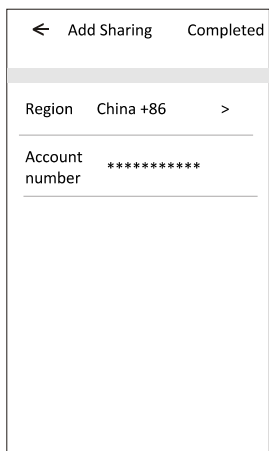 ← Add Sharing Completed
Region China +86 >
Account
number ***********